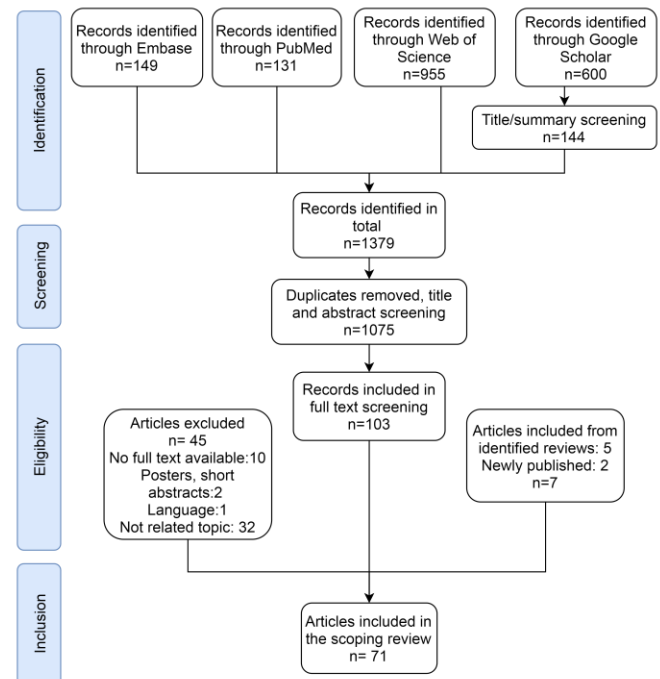 Identification
Records identified
through Embase
n=149
Records identified
through PubMed
n=131
Records identified
through Web of
Science
n=955
Records identified
through Google
Scholar
n=600
Title/summary screening
n=144
Records identified in
total
n=1379
Screening
Duplicates removed, title
and abstract screening
n=1075
Eligibility
Records included in
full text screening
n=103
Articles excluded
n= 45
No full text available:10
Posters, short
abstracts:2
Language:1
Not related topic: 32
Articles included from
identified reviews: 5
Newly published: 2
n=7
Inclusion
Articles included in
the scoping review
n= 71